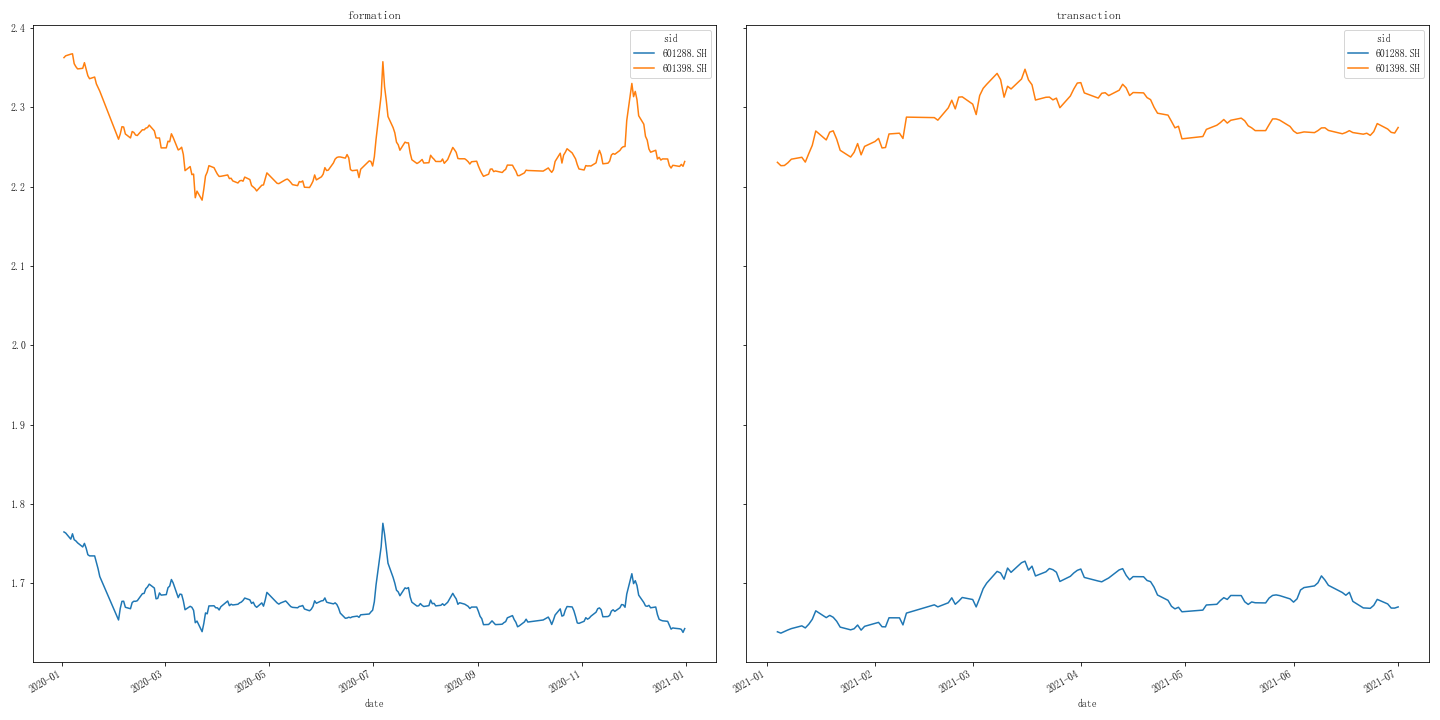 formation
sid
601288.SH
601398.SH
2.4
2.3
2.2
2.1
2.0
1.9
1.8
1.7
2020-01
2020-03
2020-05
2020-07
2020-09
2020-11
2021-01
date
transaction
sid
601288.SH
601398.SH
2021-01
2021-02
2021-03
2021-04
2021-05
2021-06
2021-07
date